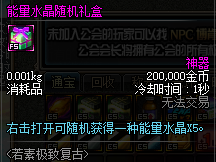 能量水晶随机礼盒
神器
0.001kg
200,000金币
消耗品
冷却时间：1秒
无法交易
右击打开可随机获得一种能量水晶X5。
<若素极致复古>